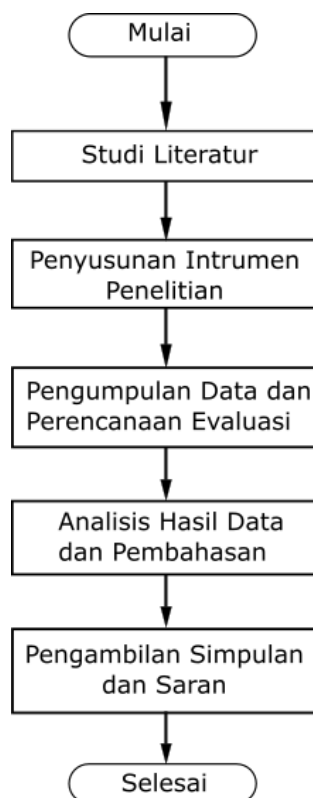 Mulai
Studi Literatur
Penyusunan Intrumen
Penelitian
Pengumpulan Data dan
Perencanaan Evaluasi
Analisis Hasil Data
dan Pembahasan
Pengambilan Simpulan
dan Saran
Selesai